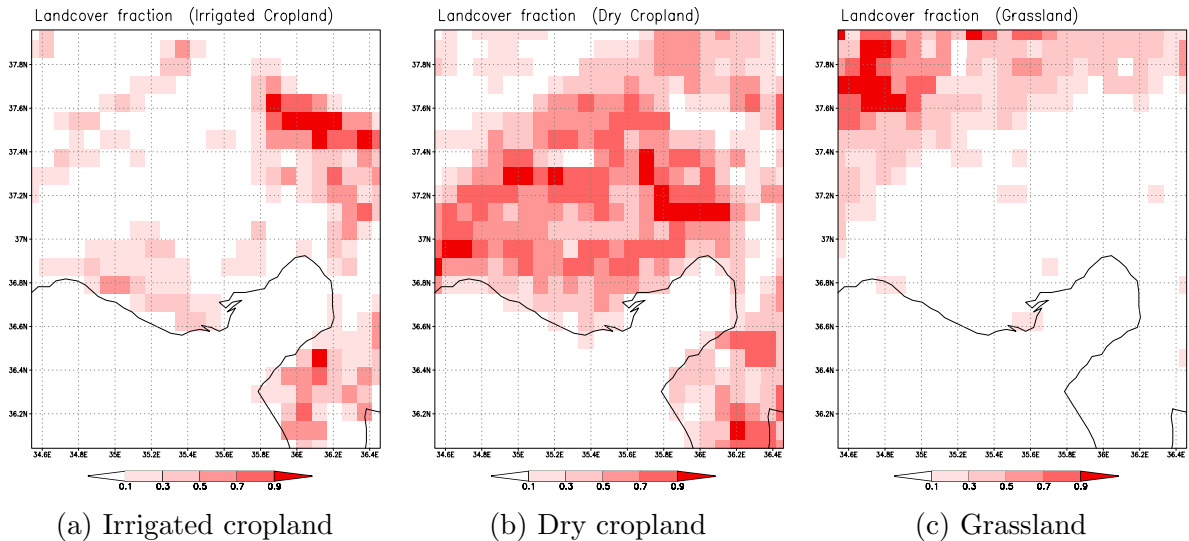 Landcover fraction (Irrigated Cropland)
37.8N
37.6N
37.4N
37.2N
37N
36.8N
36.6N
36.4N
36.2N
34.6E 34.8E 35E 35.2E 35.4E 35.6E 35.8E 36E 36.2E 36.4E
0.1 0.3 0.5 0.7 0.9
(a) Irrigated cropland
Landcover fraction (Dry Cropland)
37.8N
37.6N
37.4N
37.2N
37N
36.8N
36.6N
36.4N
36.2N
34.6E 34.8E 35E 35.2E 35.4E 35.6E 35.8E 36E 36.2E 36.4E
0.1 0.3 0.5 0.7 0.9
(b) Dry cropland
Landcover fraction (Grassland)
37.8N
37.6N
37.4N
37.2N
37N
36.8N
36.6N
36.4N
36.2N
34.6E 34.8E 35E 35.2E 35.4E 35.6E 35.8E 36E 36.2E 36.4E
0.1 0.3 0.5 0.7 0.9
(c) Grassland